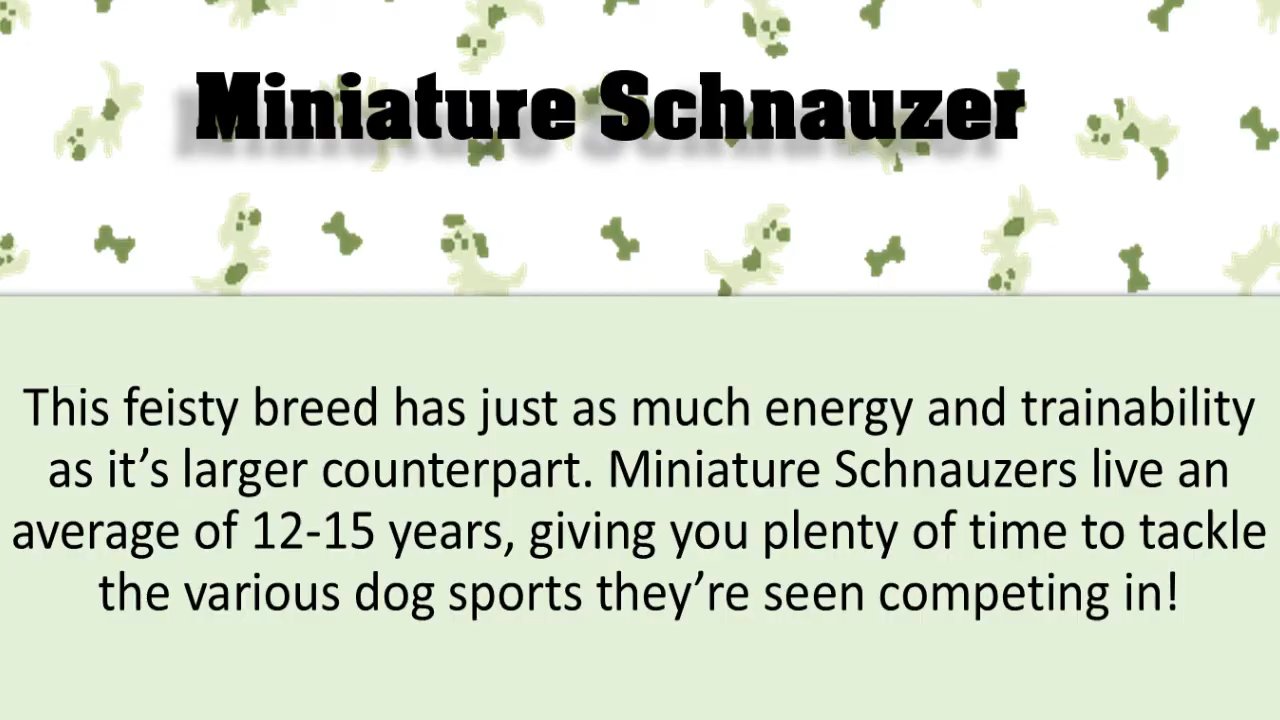 Miniature Schnauzer
This feisty breed has just as much energy and trainability
as it’s larger counterpart. Miniature Schnauzers live an
average of 12-15 years, giving you plenty of time to tackle
the various dog sports they’re seen competing in!